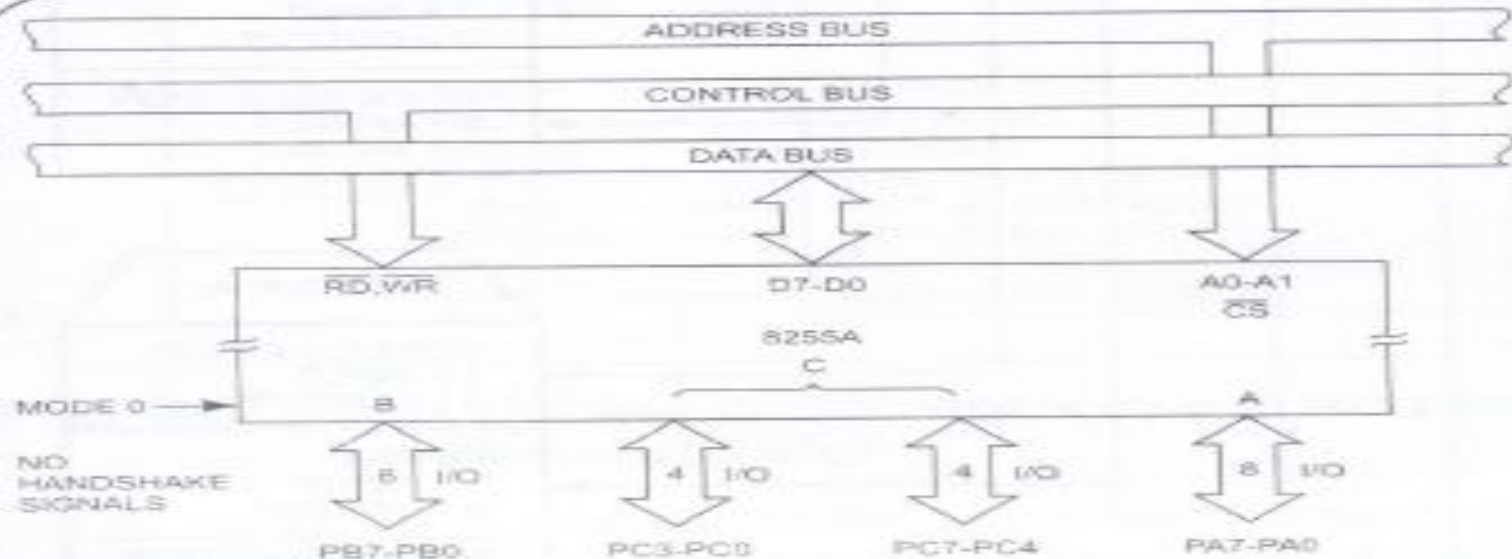 ADDRESS BUS
CONTROL BUS
DATA BUS
RD,WR D7-D0 A0-A1
CS
8255A
C
MODE 0 B A
NO
HANDSHAKE
SIGNALS
8 I/O 4 I/O 4 I/O 8 I/O
PB7-PB0 PC3-PC0 PC7-PC4 PA7-PA0